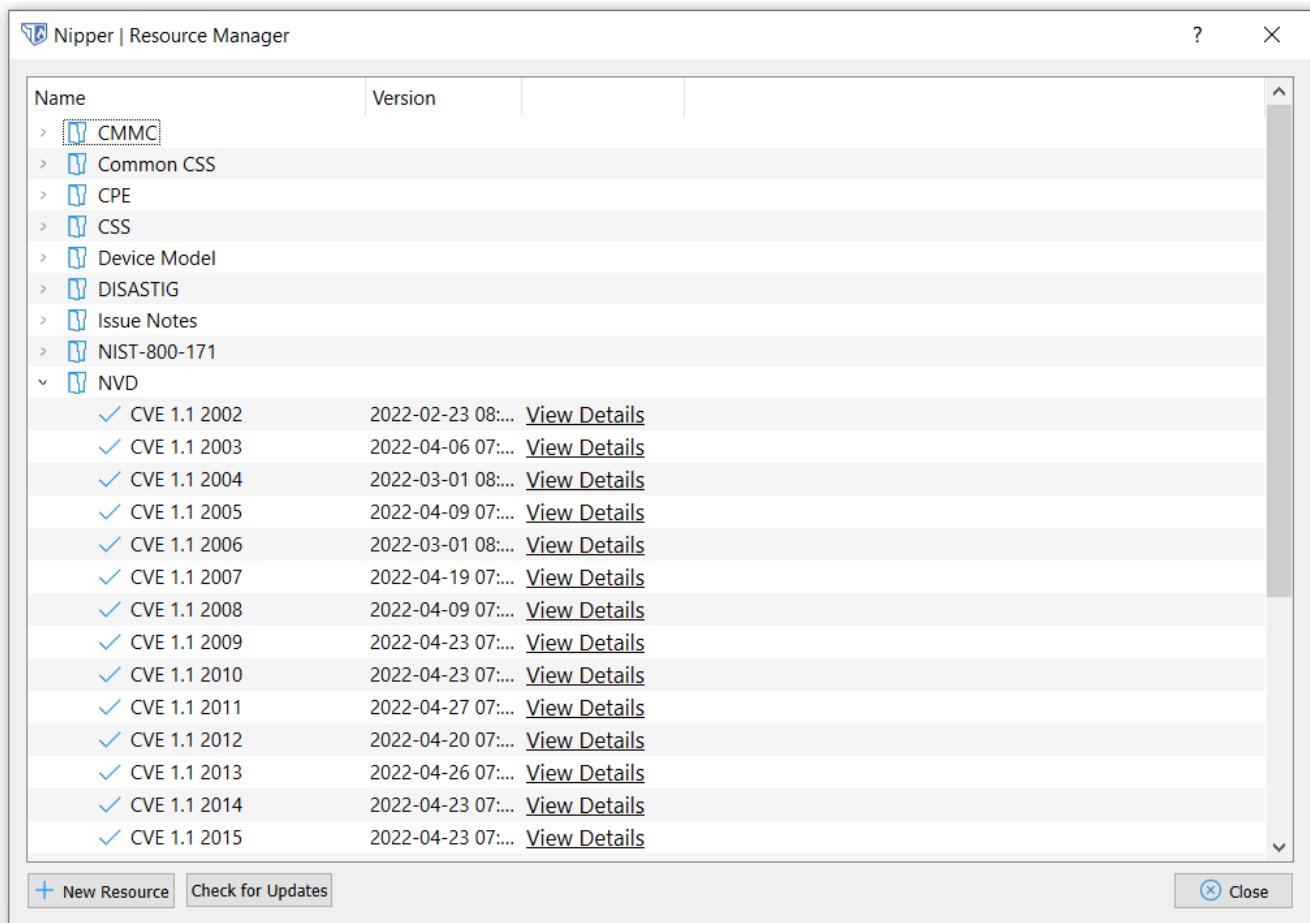 Nipper | Resource Manager ?
Name Version
CMMC
Common CSS
CPE
CSS
Device Model
DISASTIG
Issue Notes
NIST-800-171
NVD
CVE 1.1 2002 2022-02-23 08:... View Details
CVE 1.1 2003 2022-04-06 07:... View Details
CVE 1.1 2004 2022-03-01 08:... View Details
CVE 1.1 2005 2022-04-09 07:... View Details
CVE 1.1 2006 2022-03-01 08:... View Details
CVE 1.1 2007 2022-04-19 07:... View Details
CVE 1.1 2008 2022-04-09 07:... View Details
CVE 1.1 2009 2022-04-23 07:... View Details
CVE 1.1 2010 2022-04-23 07:... View Details
CVE 1.1 2011 2022-04-27 07:... View Details
CVE 1.1 2012 2022-04-20 07:... View Details
CVE 1.1 2013 2022-04-26 07:... View Details
CVE 1.1 2014 2022-04-23 07:... View Details
CVE 1.1 2015 2022-04-23 07:... View Details
New Resource Check for Updates Close